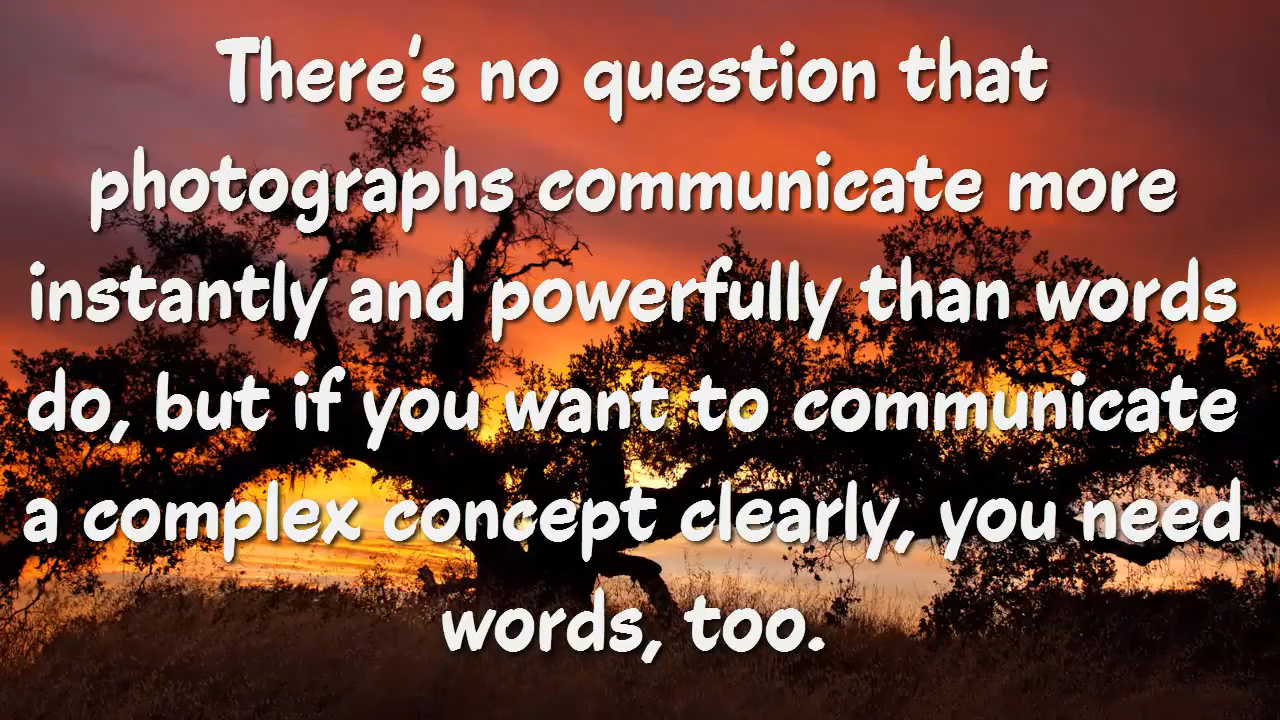 There's no question that
photographs communicate more
instantly and powerfully than words
do, but if you want to communicate
a complex concept clearly, you need
words, too.